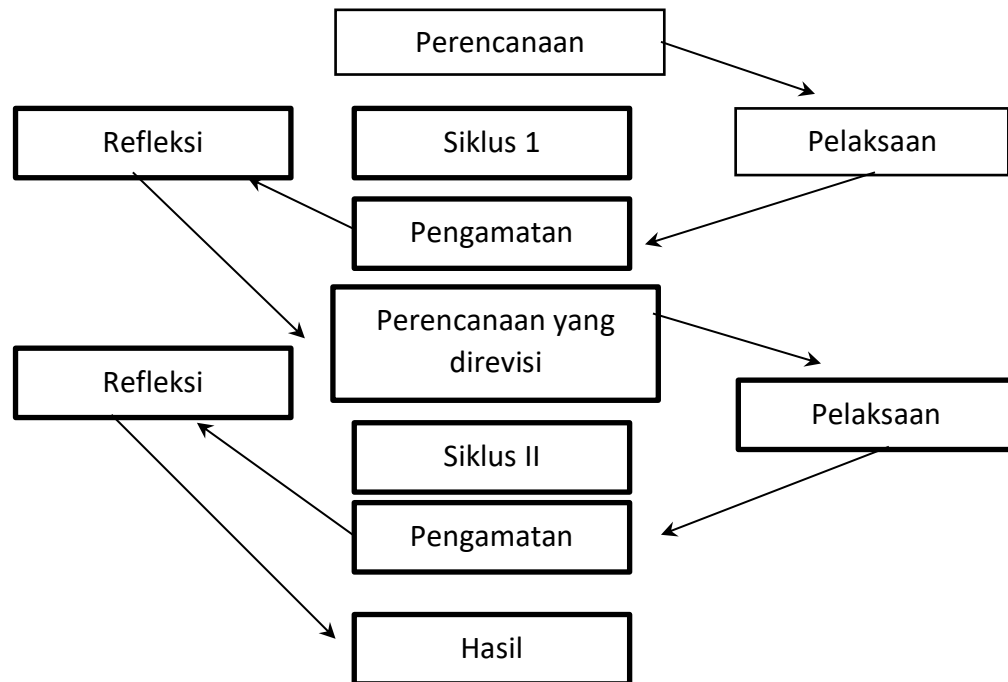 Perencanaan
Refleksi
Siklus 1
Pelaksaan
Pengamatan
Perencanaan yang
direvisi
Refleksi
Pelaksaan
Siklus II
Pengamatan
Hasil